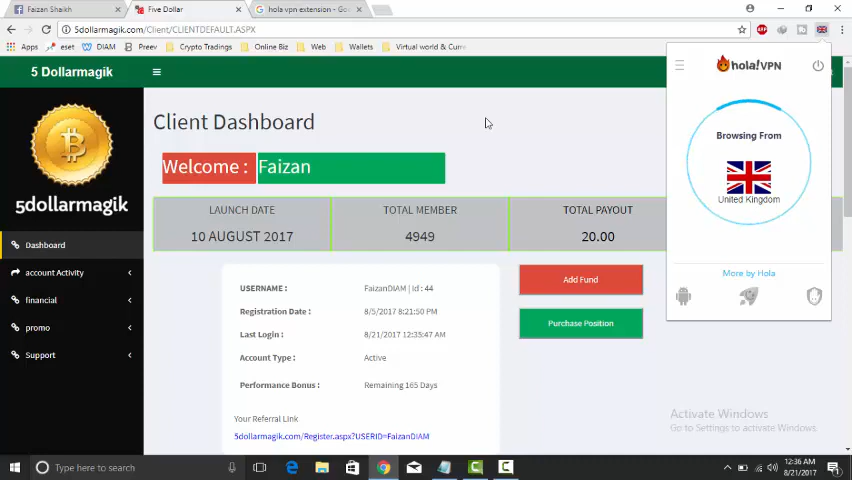 Faizan Shaikh
Five Dollar
hola vpn extension - Go
5dollarmagik.com/Client/CLIENTDEFAULT.ASPX
Apps eset DIAM Preev Crypto Tradings Online Biz Web Wallets Virtual world & Curre
5 Dollarmagik
hola!VPN
Client Dashboard
Browsing From
Welcome : Faizan
United Kingdom
5dollarmagik
LAUNCH DATE TOTAL MEMBER TOTAL PAYOUT
10 AUGUST 2017 4949 20.00
Dashboard
account Activity
financial
promo
Support
More by Hola
USERNAME : FaizanDIAM | Id : 44
Registration Date : 8/5/2017 8:21:50 PM
Last Login : 8/21/2017 12:35:47 AM
Account Type : Active
Performance Bonus : Remaining 165 Days
Your Referral Link
5dollarmagik.com/Register.aspx?USERID=FaizanDIAM
Add Fund
Purchase Position
Activate Windows
Go to Settings to activate Windows.
Type here to search
12:36 AM
8/21/2017